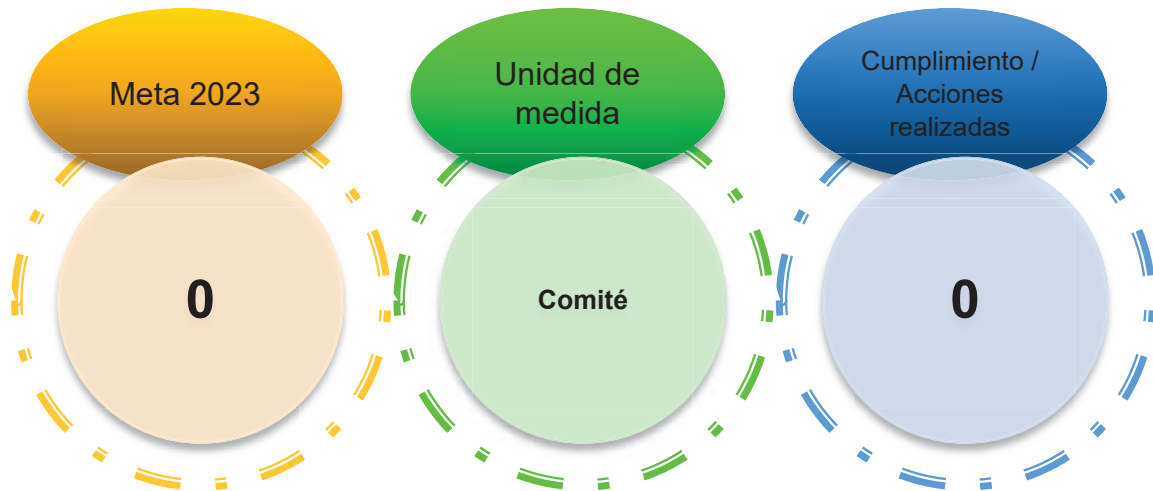 Meta 2023
Unidad de
medida
Cumplimiento /
Acciones
realizadas
0
Comité
0